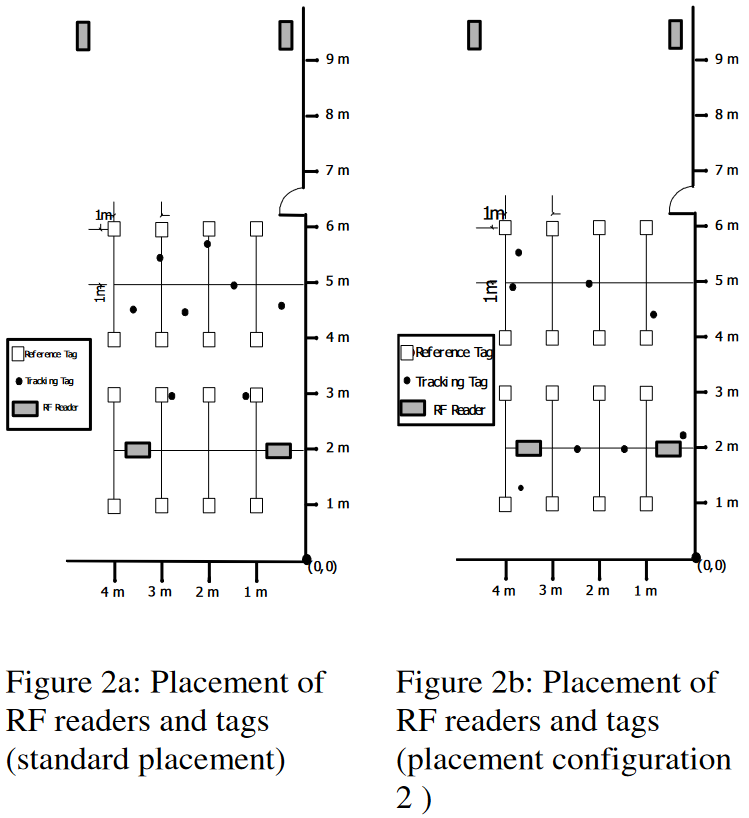 9 m
8 m
7 m
1m
6 m
5 m
1m
4 m
Reference Tag
Tracking Tag
RF Reader
3 m
2 m
1 m
(0,0)
4 m 3 m 2 m 1 m
Figure 2a: Placement of
RF readers and tags
(standard placement)
9 m
8 m
7 m
1m
6 m
5 m
1m
4 m
Reference Tag
Tracking Tag
RF Reader
3 m
2 m
1 m
(0,0)
4 m 3 m 2 m 1 m
Figure 2b: Placement of
RF readers and tags
(placement configuration
2 )